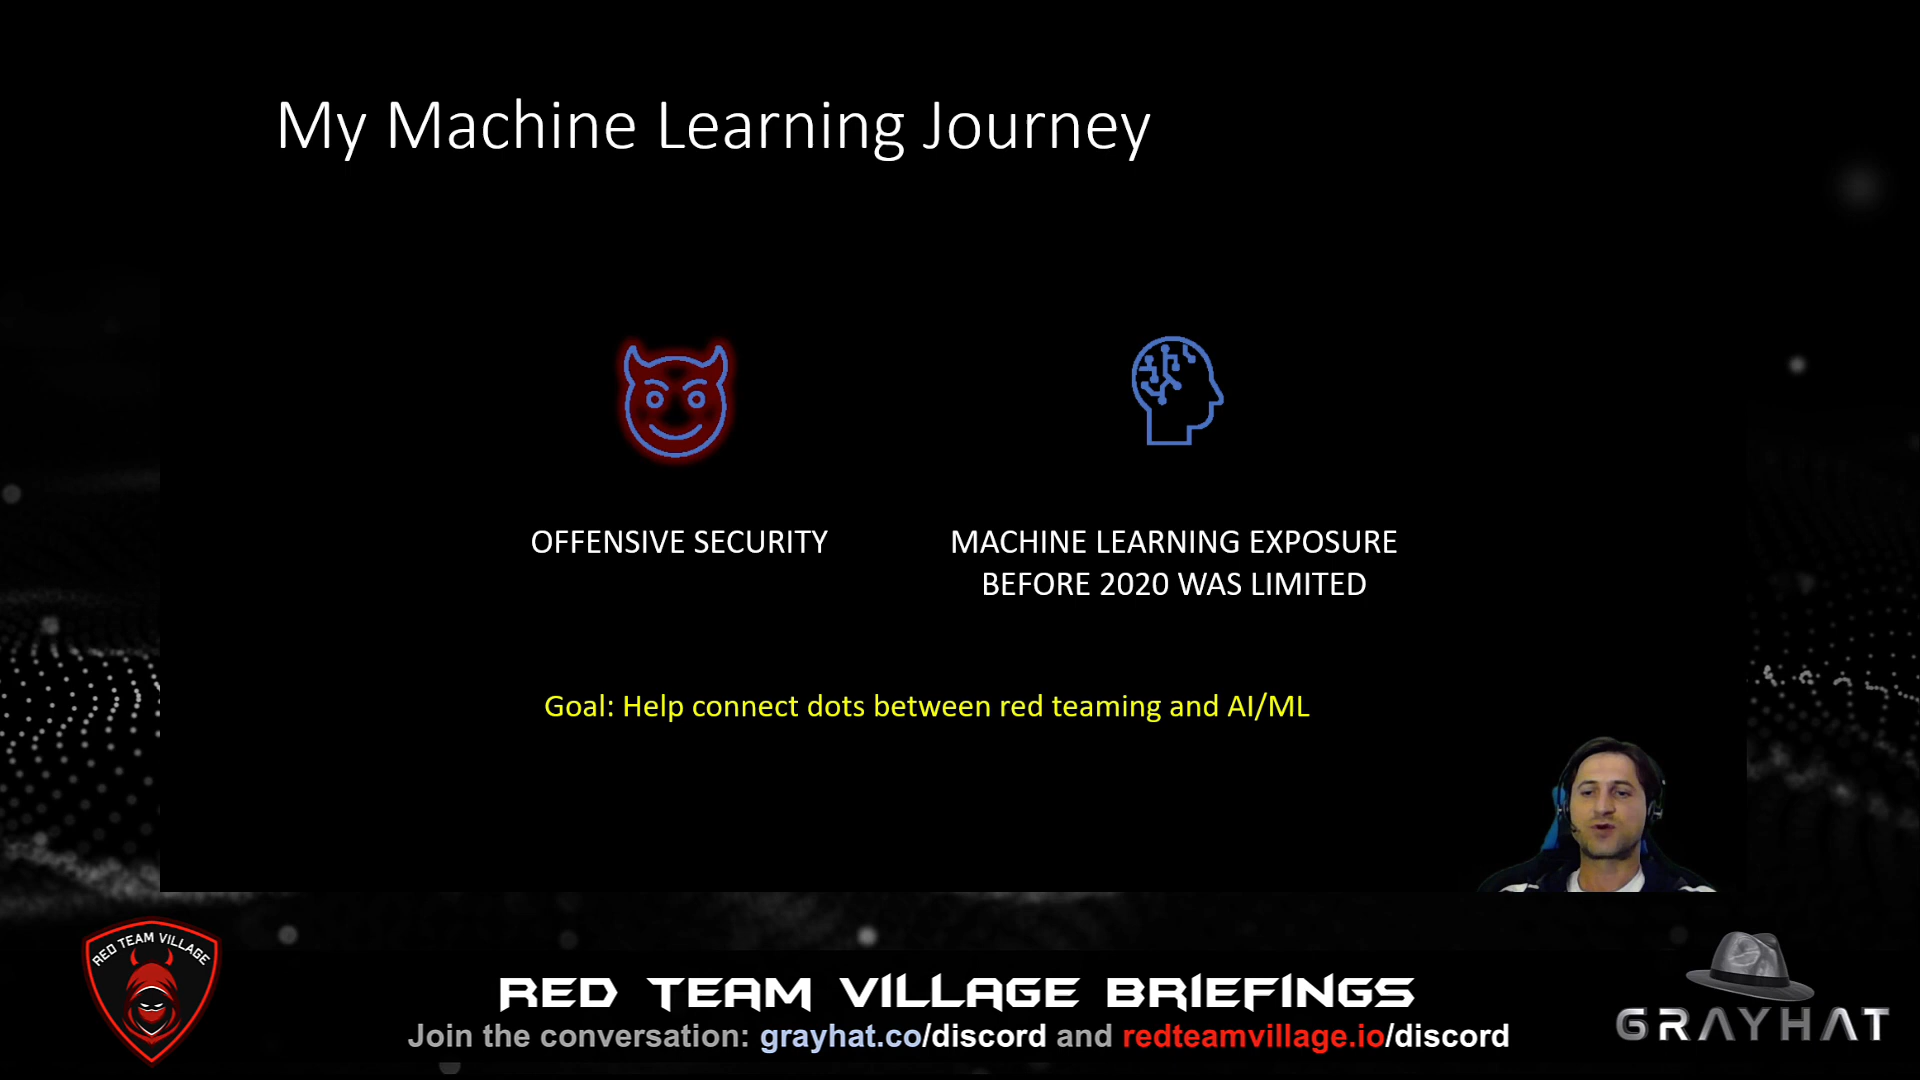 My Machine Learning Journey
OFFENSIVE SECURITY
MACHINE LEARNING EXPOSURE
BEFORE 2020 WAS LIMITED
Goal: Help connect dots between red teaming and AI/ML
RED TEAM VILLAGE
RED TEAM VILLAGE BRIEFINGS
Join the conversation: grayhat.co/discord and redteamvillage.io/discord
GRAYHAT